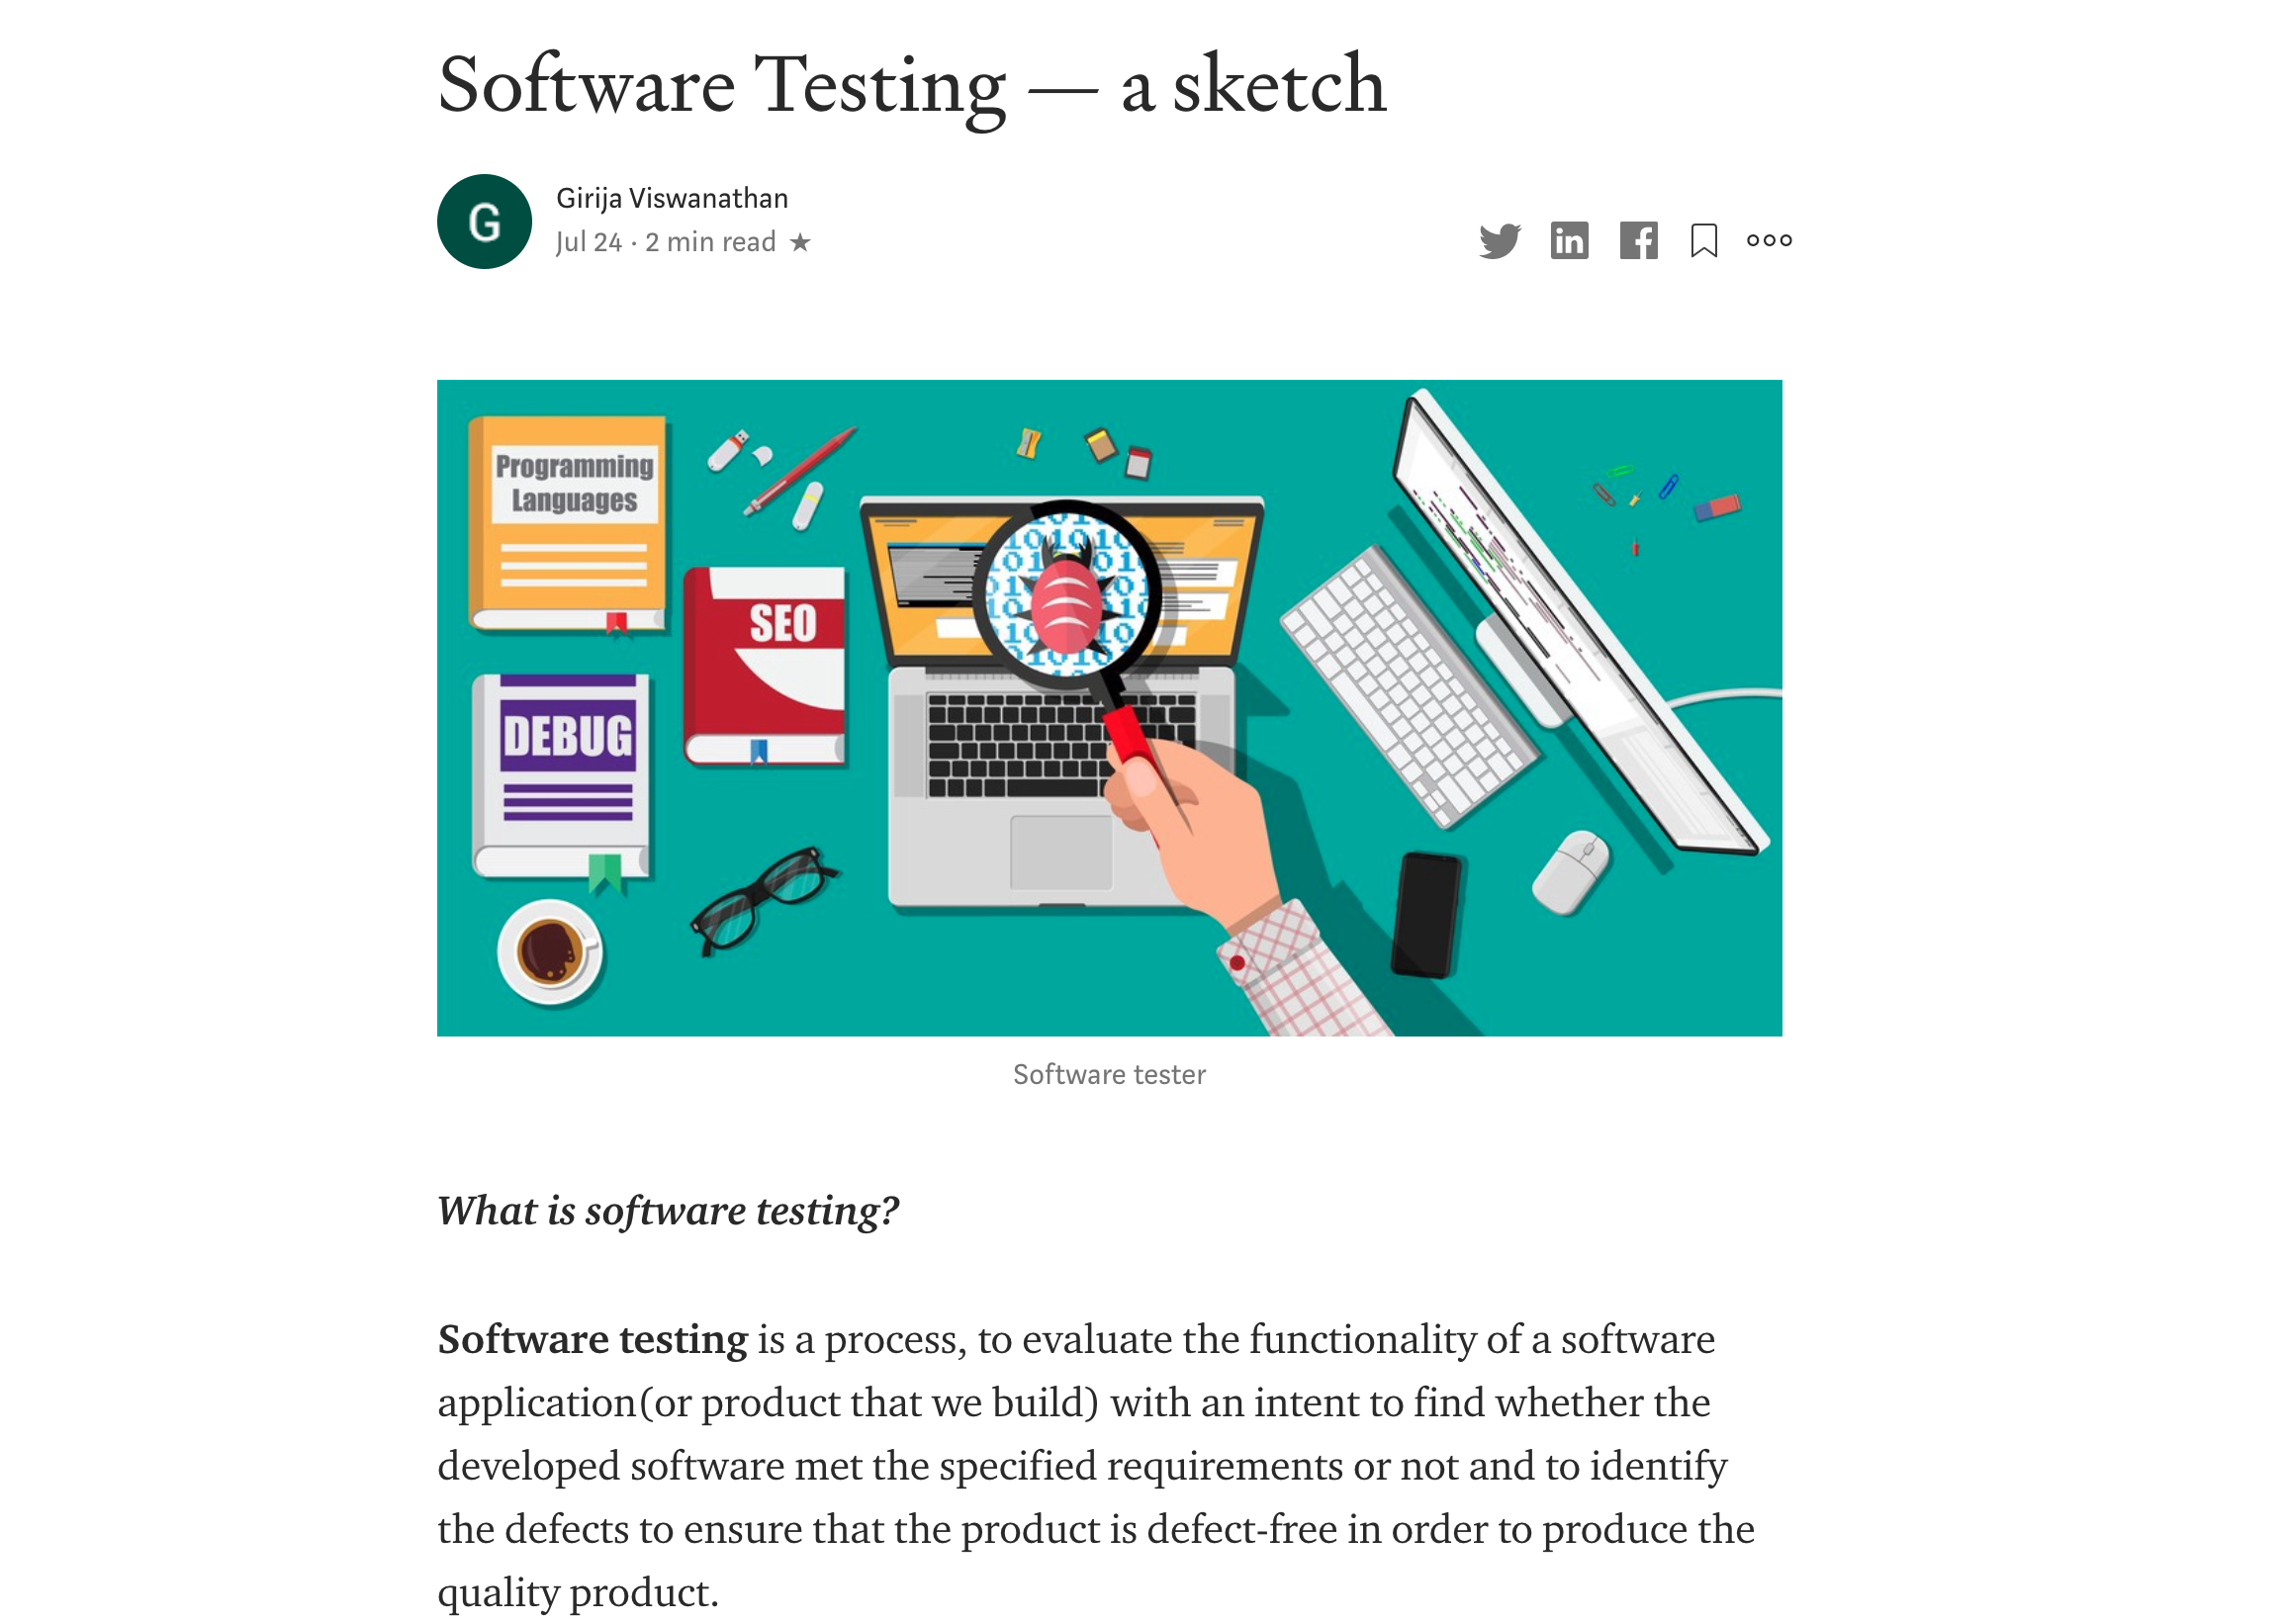 Software Testing — a sketch
G
Girija Viswanathan
Jul 24 · 2 min read ★
Programming
Languages
SEO
DEBUG
Software tester
What is software testing?
Software testing is a process, to evaluate the functionality of a software
application(or product that we build) with an intent to find whether the
developed software met the specified requirements or not and to identify
the defects to ensure that the product is defect-free in order to produce the
quality product.